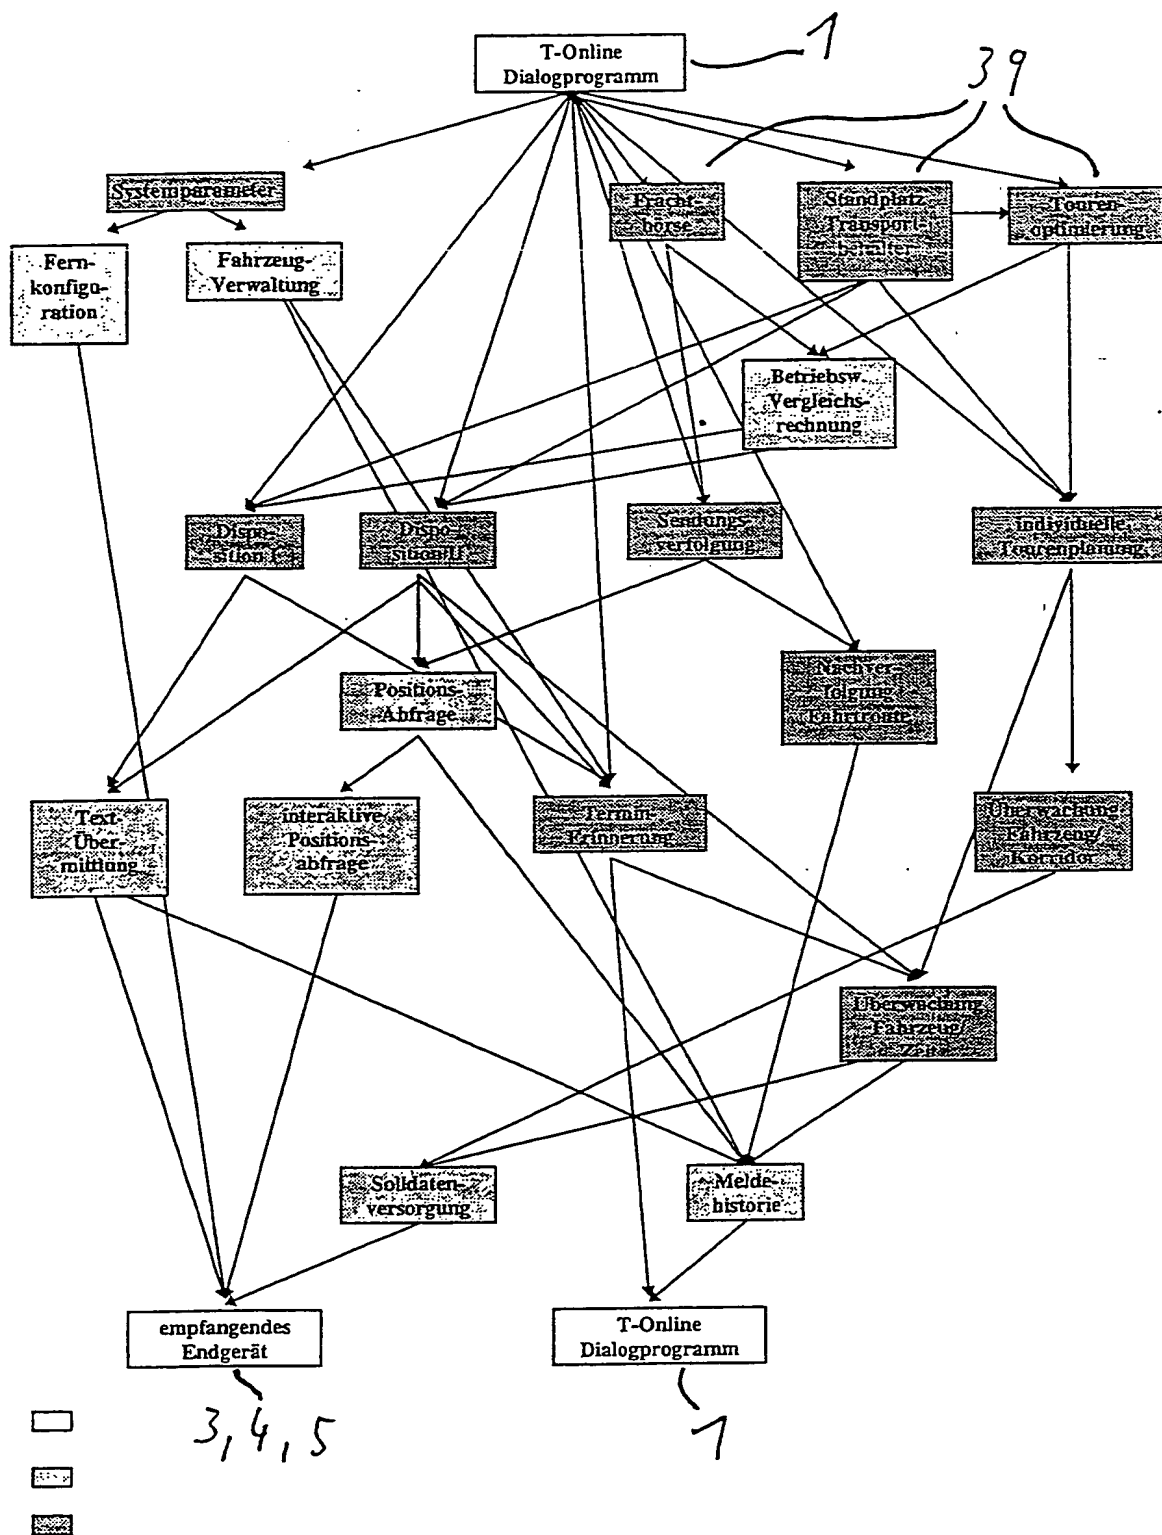 T-Online
Dialogprogramm
1
39
Systemparameter
Fracht-
börse
Standplatz
Transport-
behälter
Touren-
optimierung
Fern-
konfigu-
ration
Fahrzeug-
Verwaltung
Betriebsw.
Vergleichs-
rechnung
Dispo-
sition I
Dispo-
sition II
Sendungs-
verfolgung
individuelle
Tourenplanung
Positions-
Abfrage
Nachver-
folgung
Fahrtroute
Text-
Über-
mittlung
interaktive
Positions-
abfrage
Termin-
Erinnerung
Überwachung
Fahrzeug/
Korridor
Überwachung
Fahrzeug/
Zeit
Solldaten-
versorgung
Melde-
historie
empfangendes
Endgerät
T-Online
Dialogprogramm
3, 4, 5
1